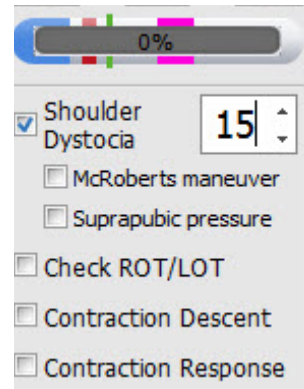 0%
Shoulder 15
Dystocia
McRoberts maneuver
Suprapubic pressure
Check ROT/LOT
Contraction Descent
Contraction Response